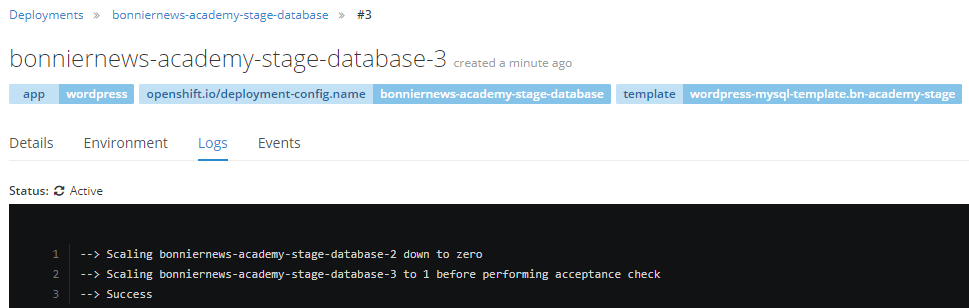 Deployments » bonniernews-academy-stage-database » #3
bonniernews-academy-stage-database-3 created a minute ago
app wordpress openshift.io/deployment-config.name bonniernews-academy-stage-database template wordpress-mysql-template.bn-academy-stage
Details Environment Logs Events
Status: Active
1 --> Scaling bonniernews-academy-stage-database-2 down to zero
2 --> Scaling bonniernews-academy-stage-database-3 to 1 before performing acceptance check
3 --> Success